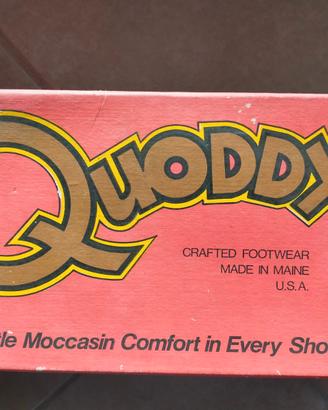 QUODDY
CRAFTED FOOTWEAR
MADE IN MAINE
U.S.A.
Moccasin Comfort in Every